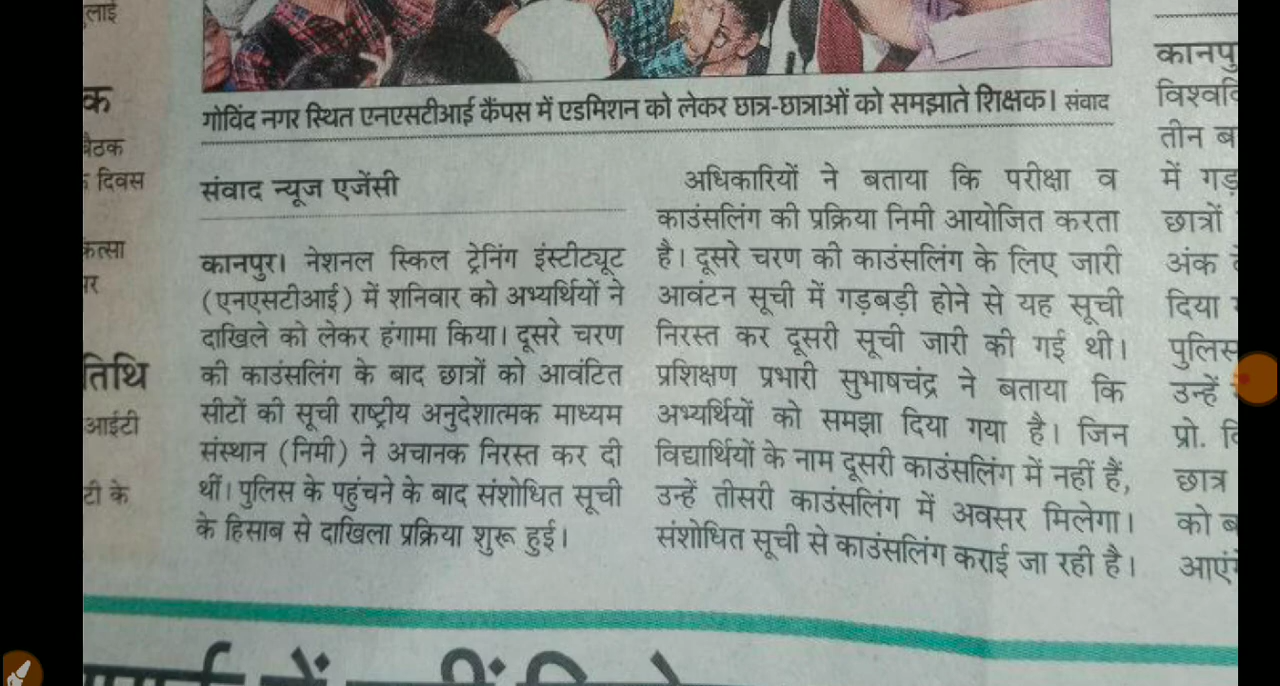 लाई
क
बैठक
दिवस
पर
तिथि
आईटी
टी के
गोविंद नगर स्थित एनएसटीआई कैंपस में एडमिशन को लेकर छात्र-छात्राओं को समझाते शिक्षक। संवाद
संवाद न्यूज एजेंसी
कानपुर। नेशनल स्किल ट्रेनिंग इंस्टीट्यूट
(एनएसटीआई) में शनिवार को अभ्यर्थियों ने
दाखिले को लेकर हंगामा किया। दूसरे चरण
की काउंसलिंग के बाद छात्रों को आवंटित
सीटों की सूची राष्ट्रीय अनुदेशात्मक माध्यम
संस्थान (निमी) ने अचानक निरस्त कर दी
थीं। पुलिस के पहुंचने के बाद संशोधित सूची
के हिसाब से दाखिला प्रक्रिया शुरू हुई।
अधिकारियों ने बताया कि परीक्षा व
काउंसलिंग की प्रक्रिया निमी आयोजित करता
है। दूसरे चरण की काउंसलिंग के लिए जारी
आवंटन सूची में गड़बड़ी होने से यह सूची
निरस्त कर दूसरी सूची जारी की गई थी।
प्रशिक्षण प्रभारी सुभाषचंद्र ने बताया कि
अभ्यर्थियों को समझा दिया गया है। जिन
विद्यार्थियों के नाम दूसरी काउंसलिंग में नहीं हैं,
उन्हें तीसरी काउंसलिंग में अवसर मिलेगा।
संशोधित सूची से काउंसलिंग कराई जा रही है।
कानपु
विश्ववि
तीन ब
में गड़
छात्रों
अंक
दिया
पुलिस
उन्हें
प्रो.
छात्र
को ब
आएं